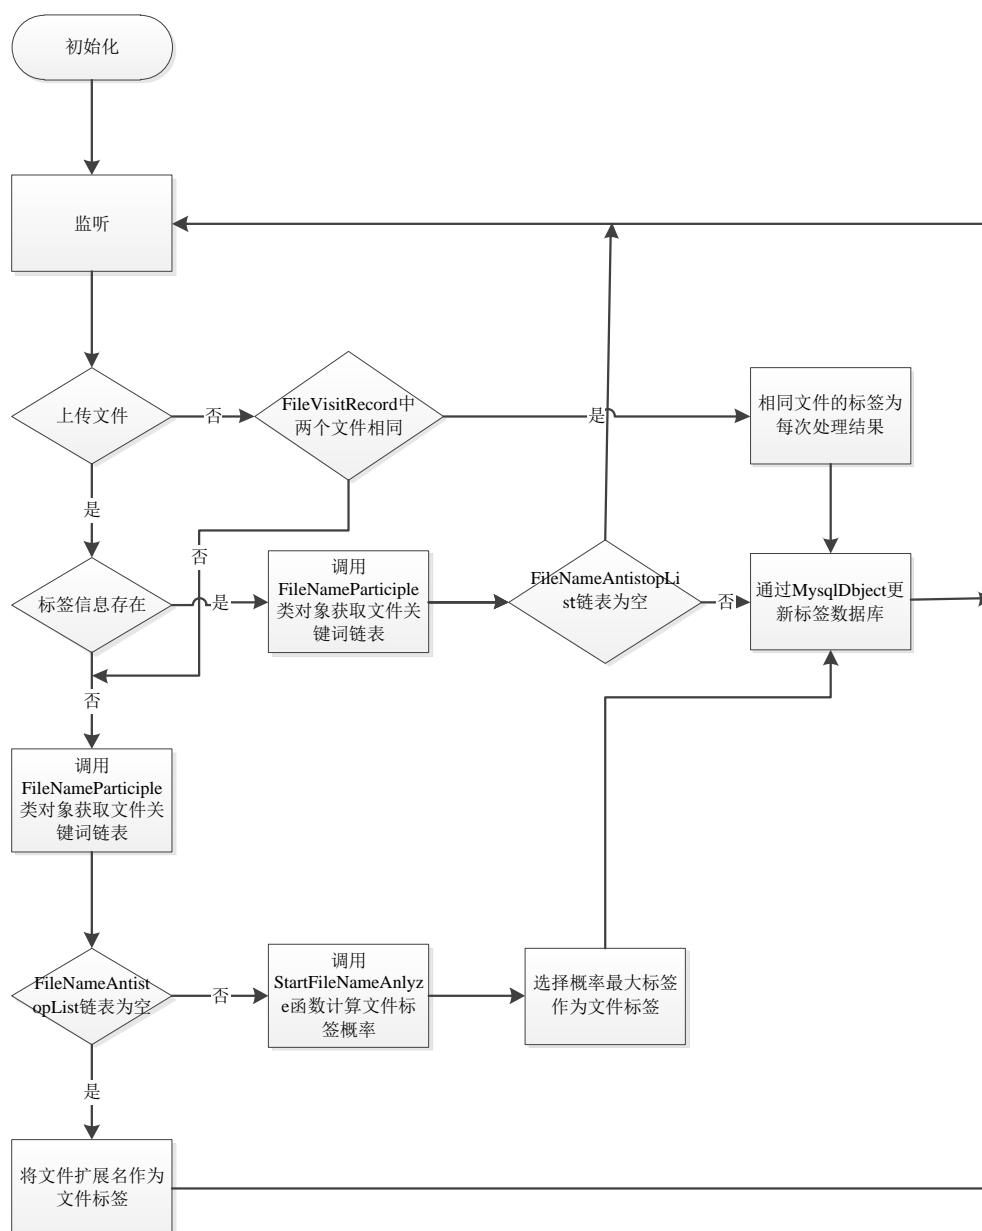 初始化
监听
上传文件
否
FileVisitRecord中
两个文件相同
是
相同文件的标签为
每次处理结果
是
否
标签信息存在
是
调用
FileNameParticiple
类对象获取文件关
键词链表
FileNameAntistopLi
st链表为空
否
通过MysqlDbject更
新标签数据库
否
调用
FileNameParticiple
类对象获取文件关
键词链表
FileNameAntist
opList链表为空
否
调用
StartFileNameAnlyz
e函数计算文件标
签概率
选择概率最大标签
作为文件标签
是
将文件扩展名作为
文件标签